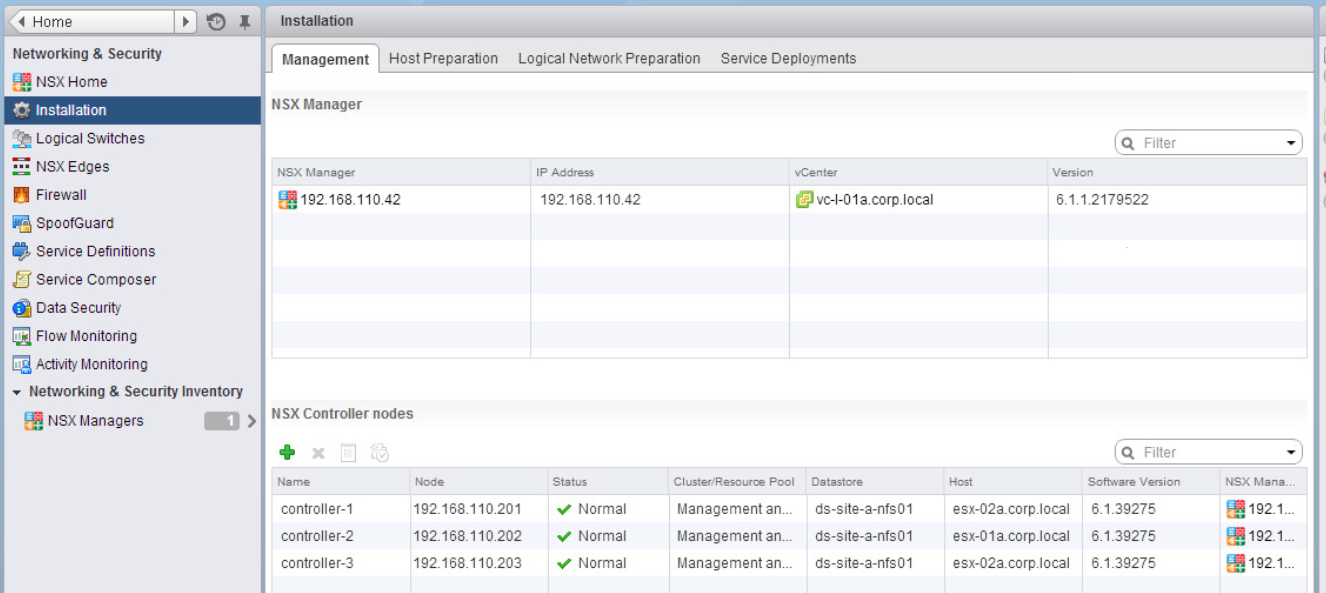 Home
Networking & Security
NSX Home
Installation
Logical Switches
NSX Edges
Firewall
SpoofGuard
Service Definitions
Service Composer
Data Security
Flow Monitoring
Activity Monitoring
Networking & Security Inventory
NSX Managers 1
Installation
Management Host Preparation Logical Network Preparation Service Deployments
NSX Manager
Filter
NSX Manager IP Address vCenter Version
192.168.110.42 192.168.110.42 vc-l-01a.corp.local 6.1.1.2179522
NSX Controller nodes
Filter
Name Node Status Cluster/Resource Pool Datastore Host Software Version NSX Mana...
controller-1 192.168.110.201 Normal Management an... ds-site-a-nfs01 esx-02a.corp.local 6.1.39275 192.1...
controller-2 192.168.110.202 Normal Management an... ds-site-a-nfs01 esx-01a.corp.local 6.1.39275 192.1...
controller-3 192.168.110.203 Normal Management an... ds-site-a-nfs01 esx-02a.corp.local 6.1.39275 192.1...